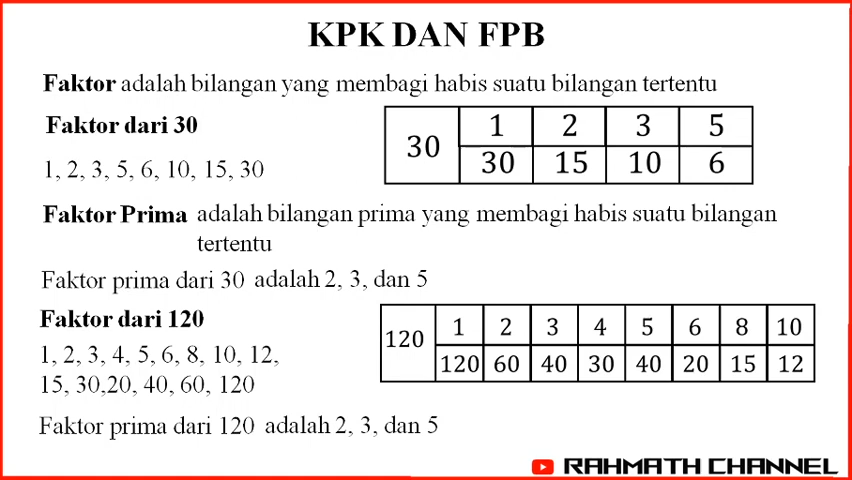 KPK DAN FPB
Faktor adalah bilangan yang membagi habis suatu bilangan tertentu
Faktor dari 30
1, 2, 3, 5, 6, 10, 15, 30
30 1 2 3 5
30 15 10 6
Faktor Prima adalah bilangan prima yang membagi habis suatu bilangan
tertentu
Faktor prima dari 30 adalah 2, 3, dan 5
Faktor dari 120
1, 2, 3, 4, 5, 6, 8, 10, 12,
15, 30,20, 40, 60, 120
120 1 2 3 4 5 6 8 10
120 60 40 30 40 20 15 12
Faktor prima dari 120 adalah 2, 3, dan 5
RAHMATH CHANNEL